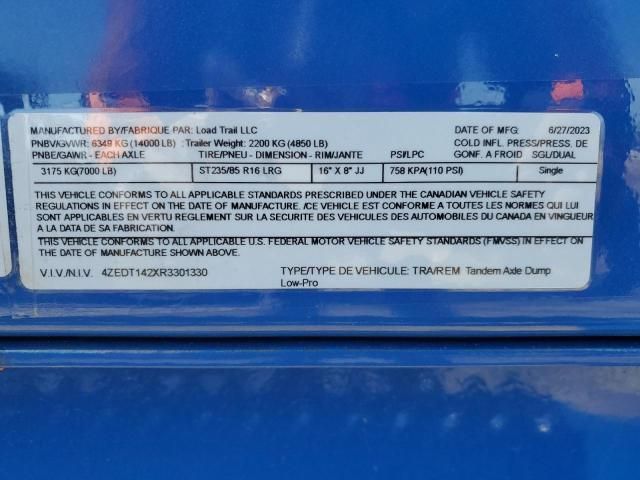 MANUFACTURED BY/FABRIQUE PAR: Load Trail LLC DATE OF MFG: 6/27/2023
PNBV/GVWR: 6349 KG (14000 LB) :Trailer Weight: 2200 KG (4850 LB) COLD INFL. PRESS/PRESS. DE
PNBE/GAWR - EACH AXLE TIRE/PNEU - DIMENSION - RIM/JANTE PSI/LPC GONF. A FROID SGL/DUAL
3175 KG(7000 LB) ST235/85 R16 LRG 16" X 8" JJ 758 KPA(110 PSI) Single
THIS VEHICLE CONFORMS TO ALL APPLICABLE STANDARDS PRESCRIBED UNDER THE CANADIAN VEHICLE SAFETY
REGULATIONS IN EFFECT ON THE DATE OF MANUFACTURE. /CE VEHICLE EST CONFORME A TOUTES LES NORMES QUI LUI
SONT APPLICABLES EN VERTU REGLEMENT SUR LA SECURITE DES VEHICULES DES AUTOMOBILES DU CANADA EN VINGUEUR
A LA DATA DE SA FABRICATION.
THIS VEHICLE CONFORMS TO ALL APPLICABLE U.S. FEDERAL MOTOR VEHICLE SAFETY STANDARDS (FMVSS) IN EFFECT ON
THE DATE OF MANUFACTURE SHOWN ABOVE.
V.I.V./N.I.V. 4ZEDT142XR3301330 TYPE/TYPE DE VEHICULE: TRA/REM Tandem Axle Dump
Low-Pro